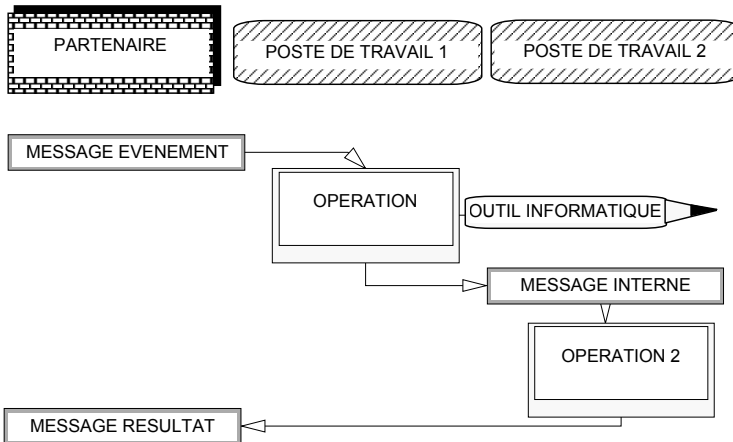 PARTENAIRE
POSTE DE TRAVAIL 1
POSTE DE TRAVAIL 2
MESSAGE EVENEMENT
OPERATION
OUTIL INFORMATIQUE
MESSAGE INTERNE
OPERATION 2
MESSAGE RESULTAT